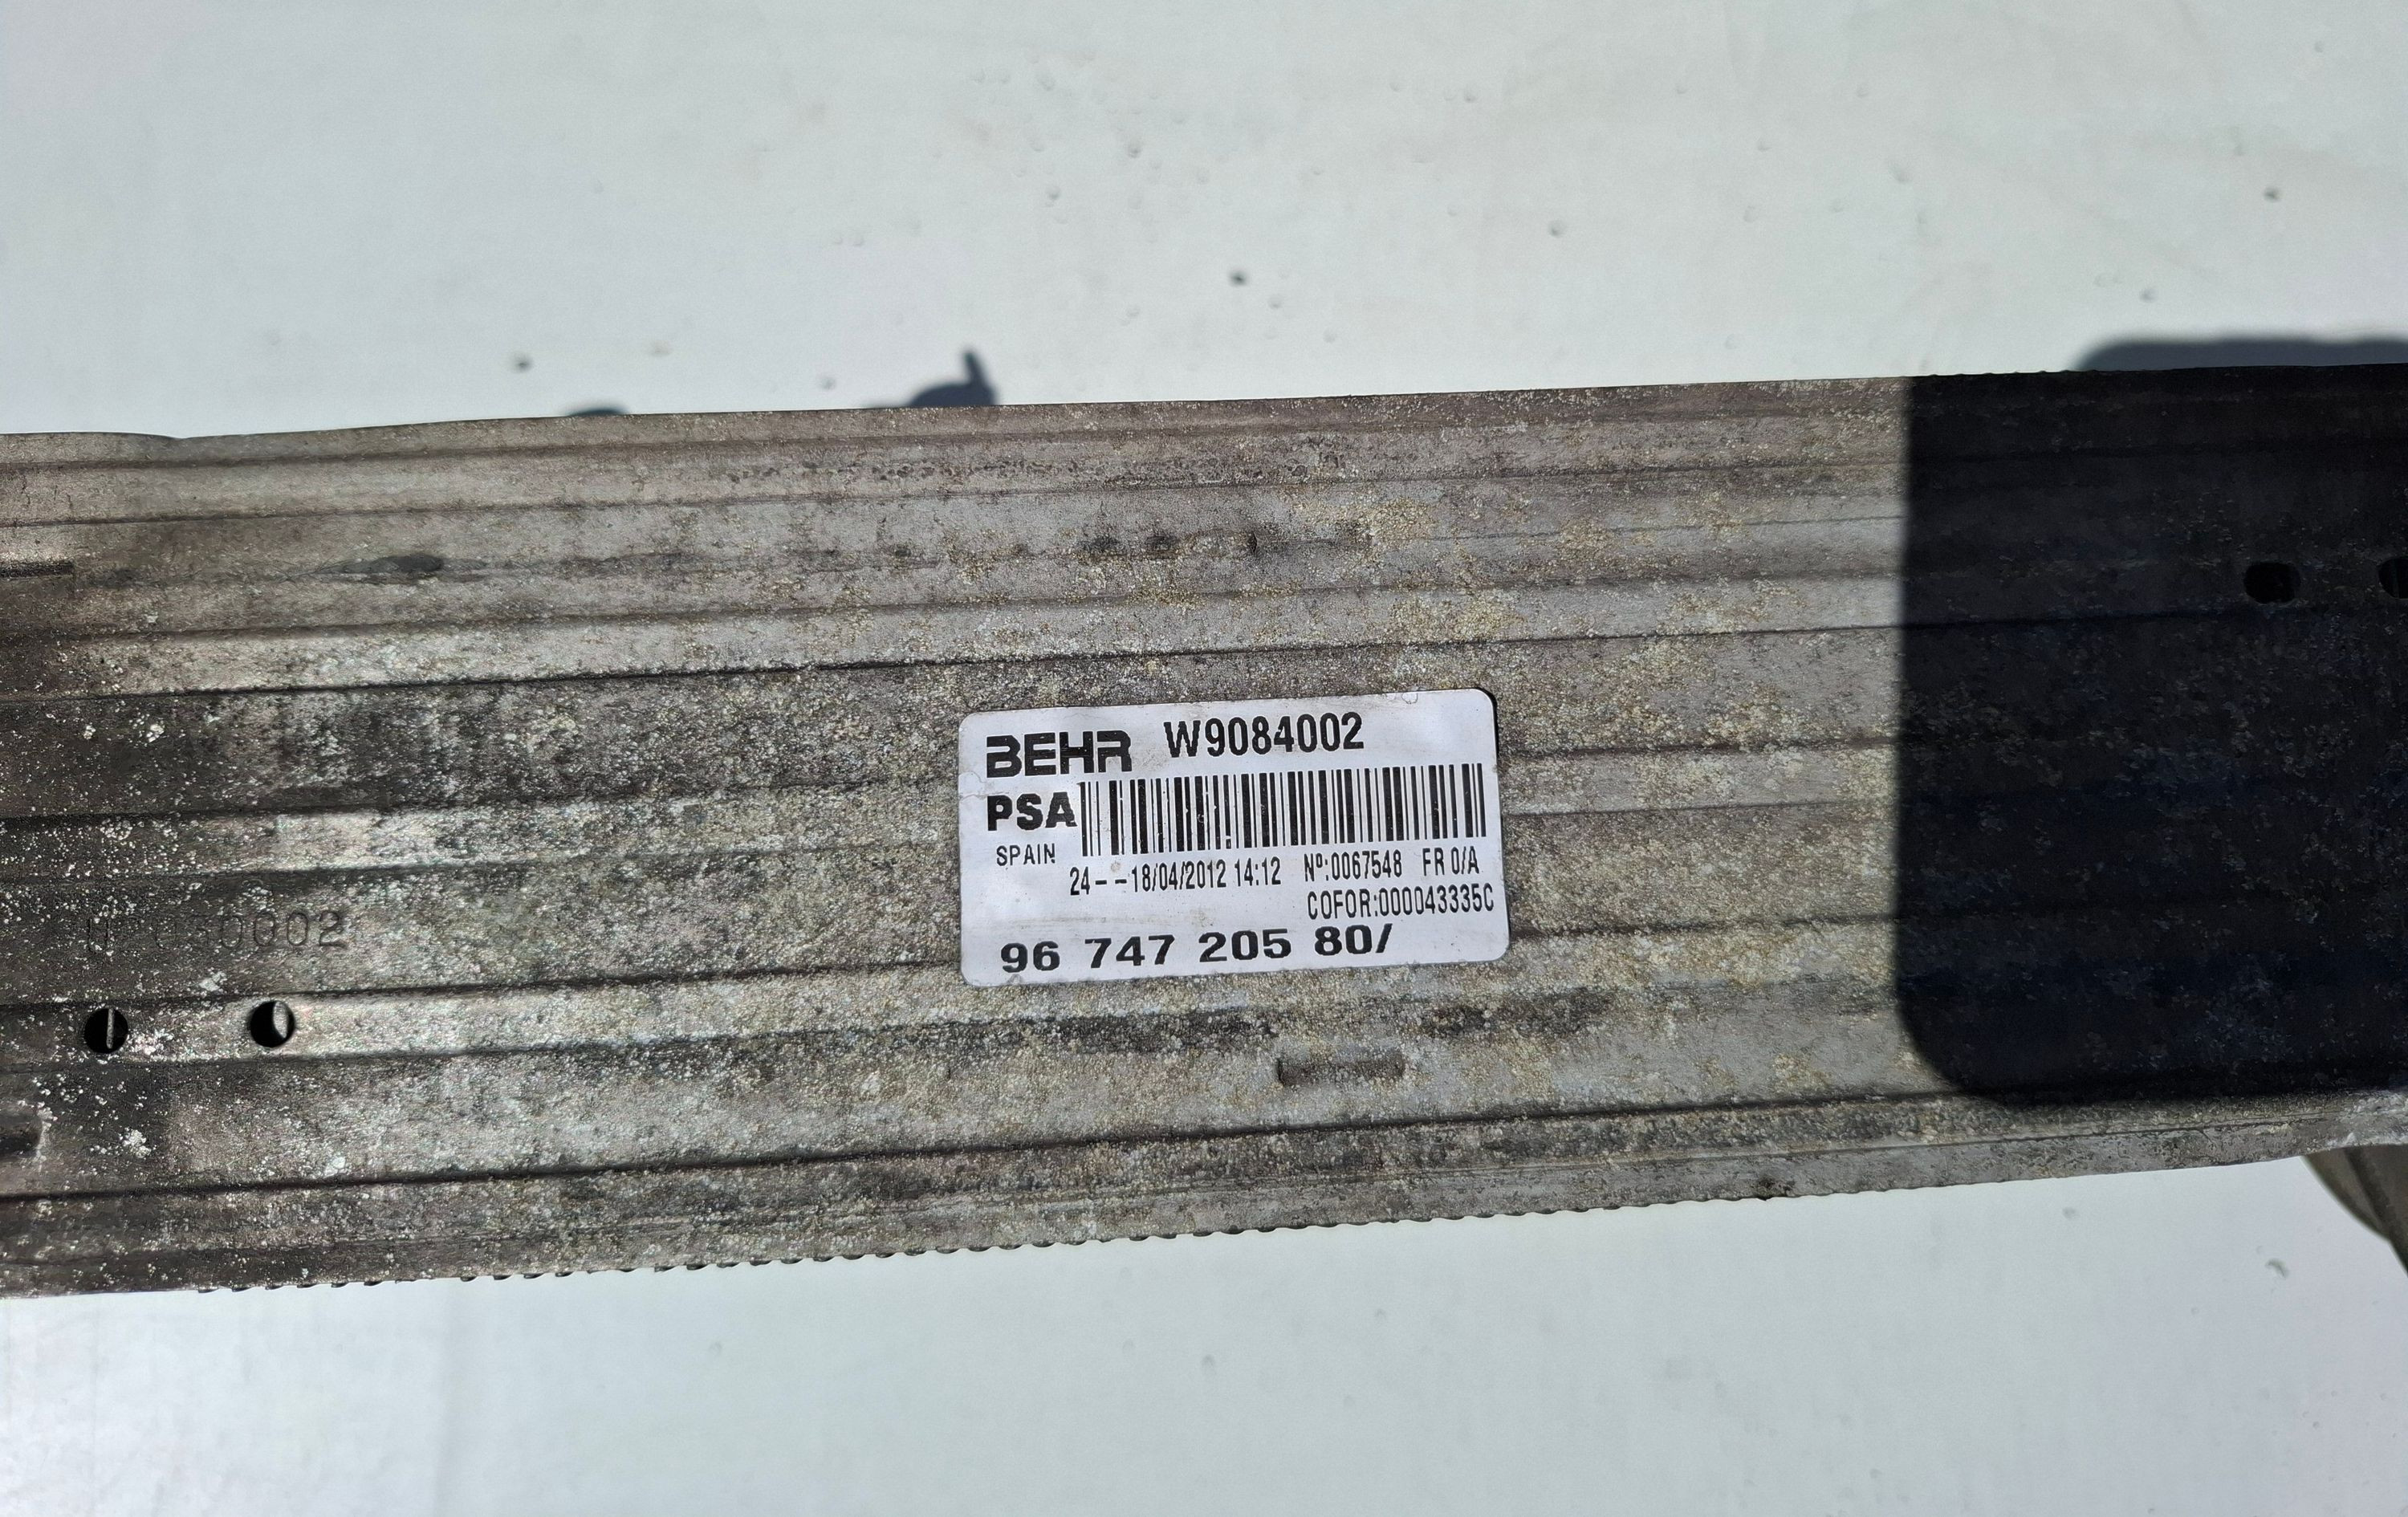 BEHR W9084002
PSA
SPAIN
24- -18/04/2012 14:12 Nº:0067548 FR 0/A
COFOR:000043335C
96 747 205 80/